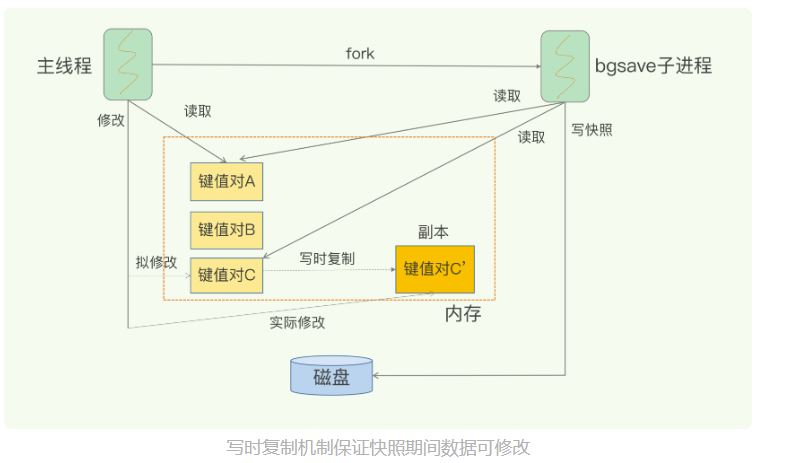 fork
主线程
bgsave子进程
修改
读取
读取
读取
写快照
键值对A
键值对B
副本
拟修改
键值对C
写时复制
键值对C’
实际修改
内存
磁盘
写时复制机制保证快照期间数据可修改